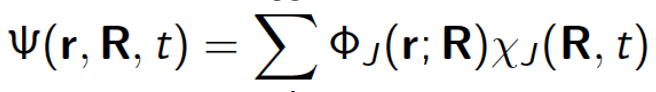 Ψ(r, R, t) = ∑ Φ_J(r; R)χ_J(R, t)